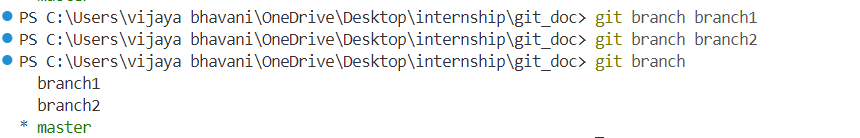 PS C:\Users\vijaya bhavani\OneDrive\Desktop\internship\git_doc> git branch branch1
PS C:\Users\vijaya bhavani\OneDrive\Desktop\internship\git_doc> git branch branch2
PS C:\Users\vijaya bhavani\OneDrive\Desktop\internship\git_doc> git branch
branch1
branch2
* master